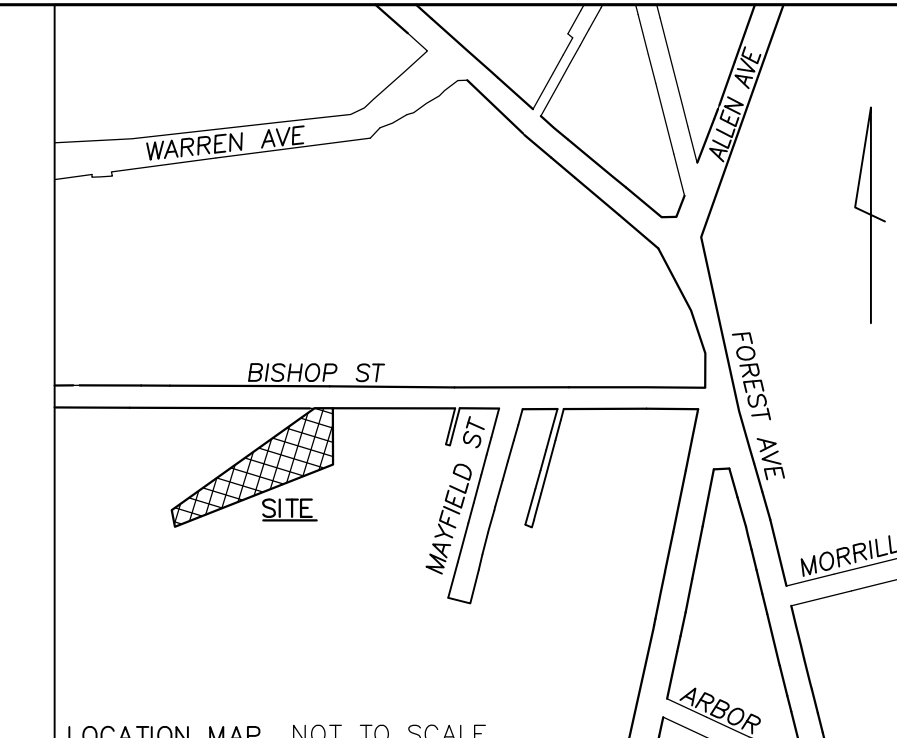 WARREN AVE
ALLEN AVE
BISHOP ST
FOREST AVE
MAYFIELD ST
SITE
MORRILL
ARBOR
LOCATION MAP NOT TO SCALE